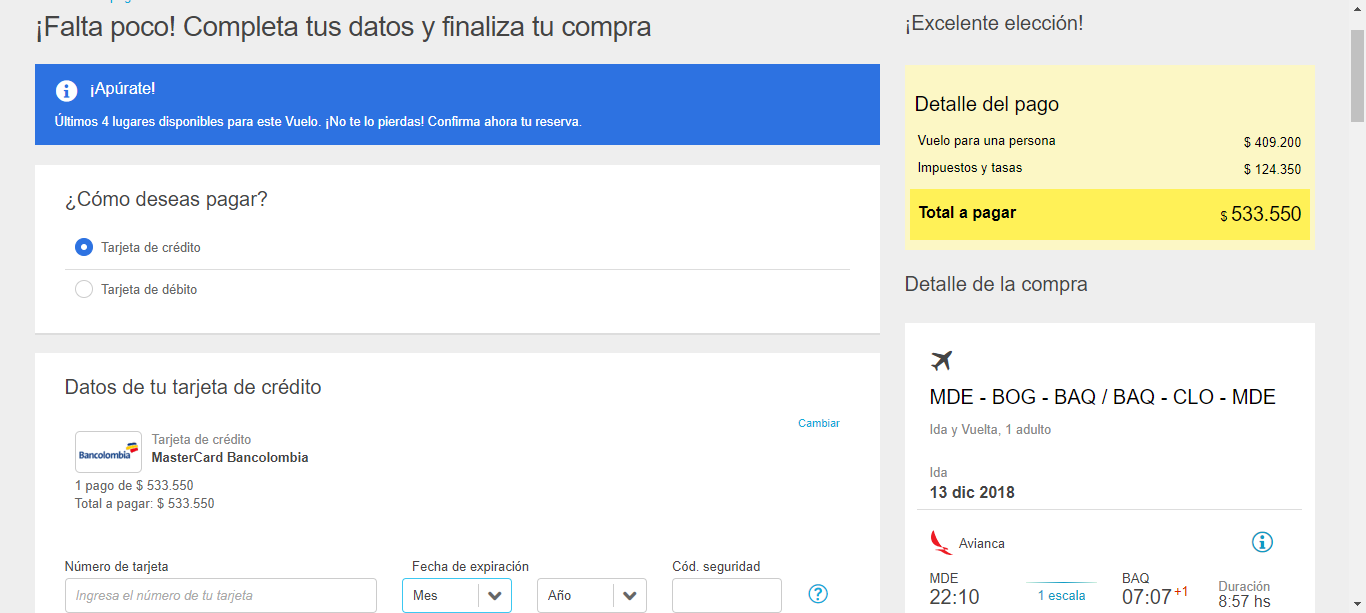 ¡Falta poco! Completa tus datos y finaliza tu compra
¡Apúrate!
Últimos 4 lugares disponibles para este Vuelo. ¡No te lo pierdas! Confirma ahora tu reserva.
¿Cómo deseas pagar?
Tarjeta de crédito
Tarjeta de débito
Datos de tu tarjeta de crédito
Cambiar
Bancolombia
Tarjeta de crédito
MasterCard Bancolombia
1 pago de $ 533.550
Total a pagar: $ 533.550
Número de tarjeta Fecha de expiración Cód. seguridad
Ingresa el número de tu tarjeta Mes Año ?
¡Excelente elección!
Detalle del pago
Vuelo para una persona $ 409.200
Impuestos y tasas $ 124.350
Total a pagar $ 533.550
Detalle de la compra
MDE - BOG - BAQ / BAQ - CLO - MDE
Ida y Vuelta, 1 adulto
Ida
13 dic 2018
Avianca
MDE BAQ Duración
22:10 1 escala 07:07 +1 8:57 hs